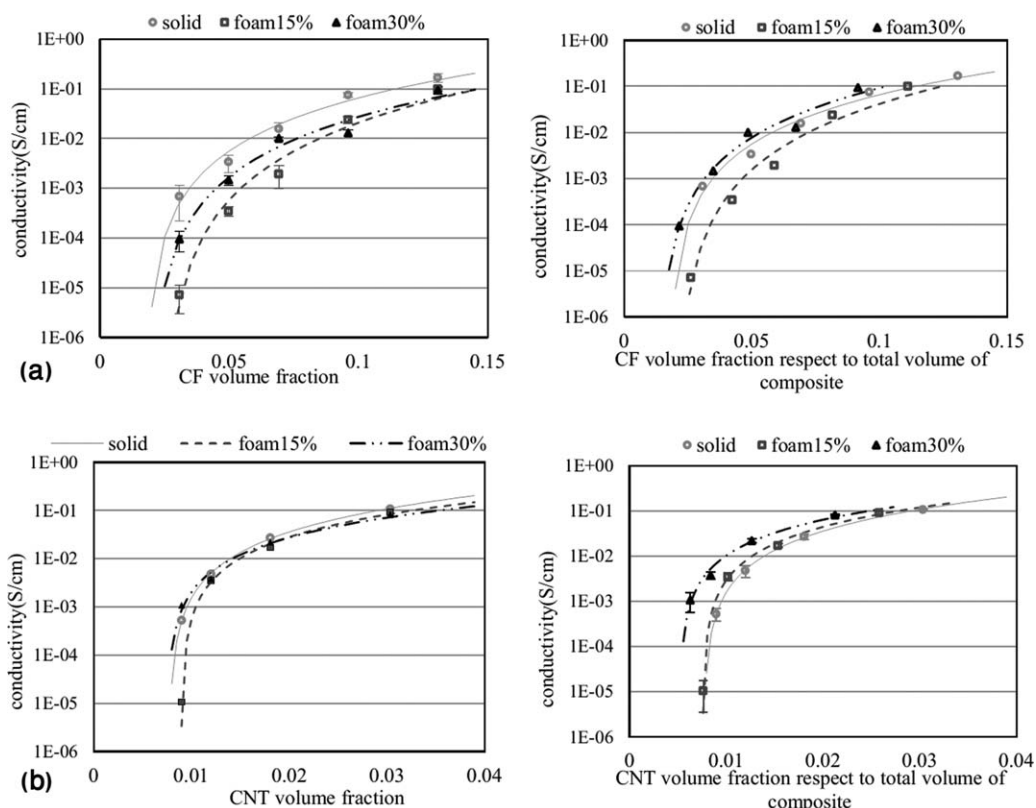 solid foam15% foam30%
1E+00
1E-01
1E-02
1E-03
1E-04
1E-05
1E-06
conductivity(S/cm)
0 0.05 0.1 0.15
CF volume fraction
(a)
solid foam15% foam30%
1E+00
1E-01
1E-02
1E-03
1E-04
1E-05
1E-06
conductivity(S/cm)
0 0.05 0.1 0.15
CF volume fraction respect to total volume of
composite
solid foam15% foam30%
1E+00
1E-01
1E-02
1E-03
1E-04
1E-05
1E-06
conductivity(S/cm)
0 0.01 0.02 0.03 0.04
CNT volume fraction
(b)
solid foam15% foam30%
1E+00
1E-01
1E-02
1E-03
1E-04
1E-05
1E-06
conductivity(S/cm)
0 0.01 0.02 0.03 0.04
CNT volume fraction respect to total volume of
composite